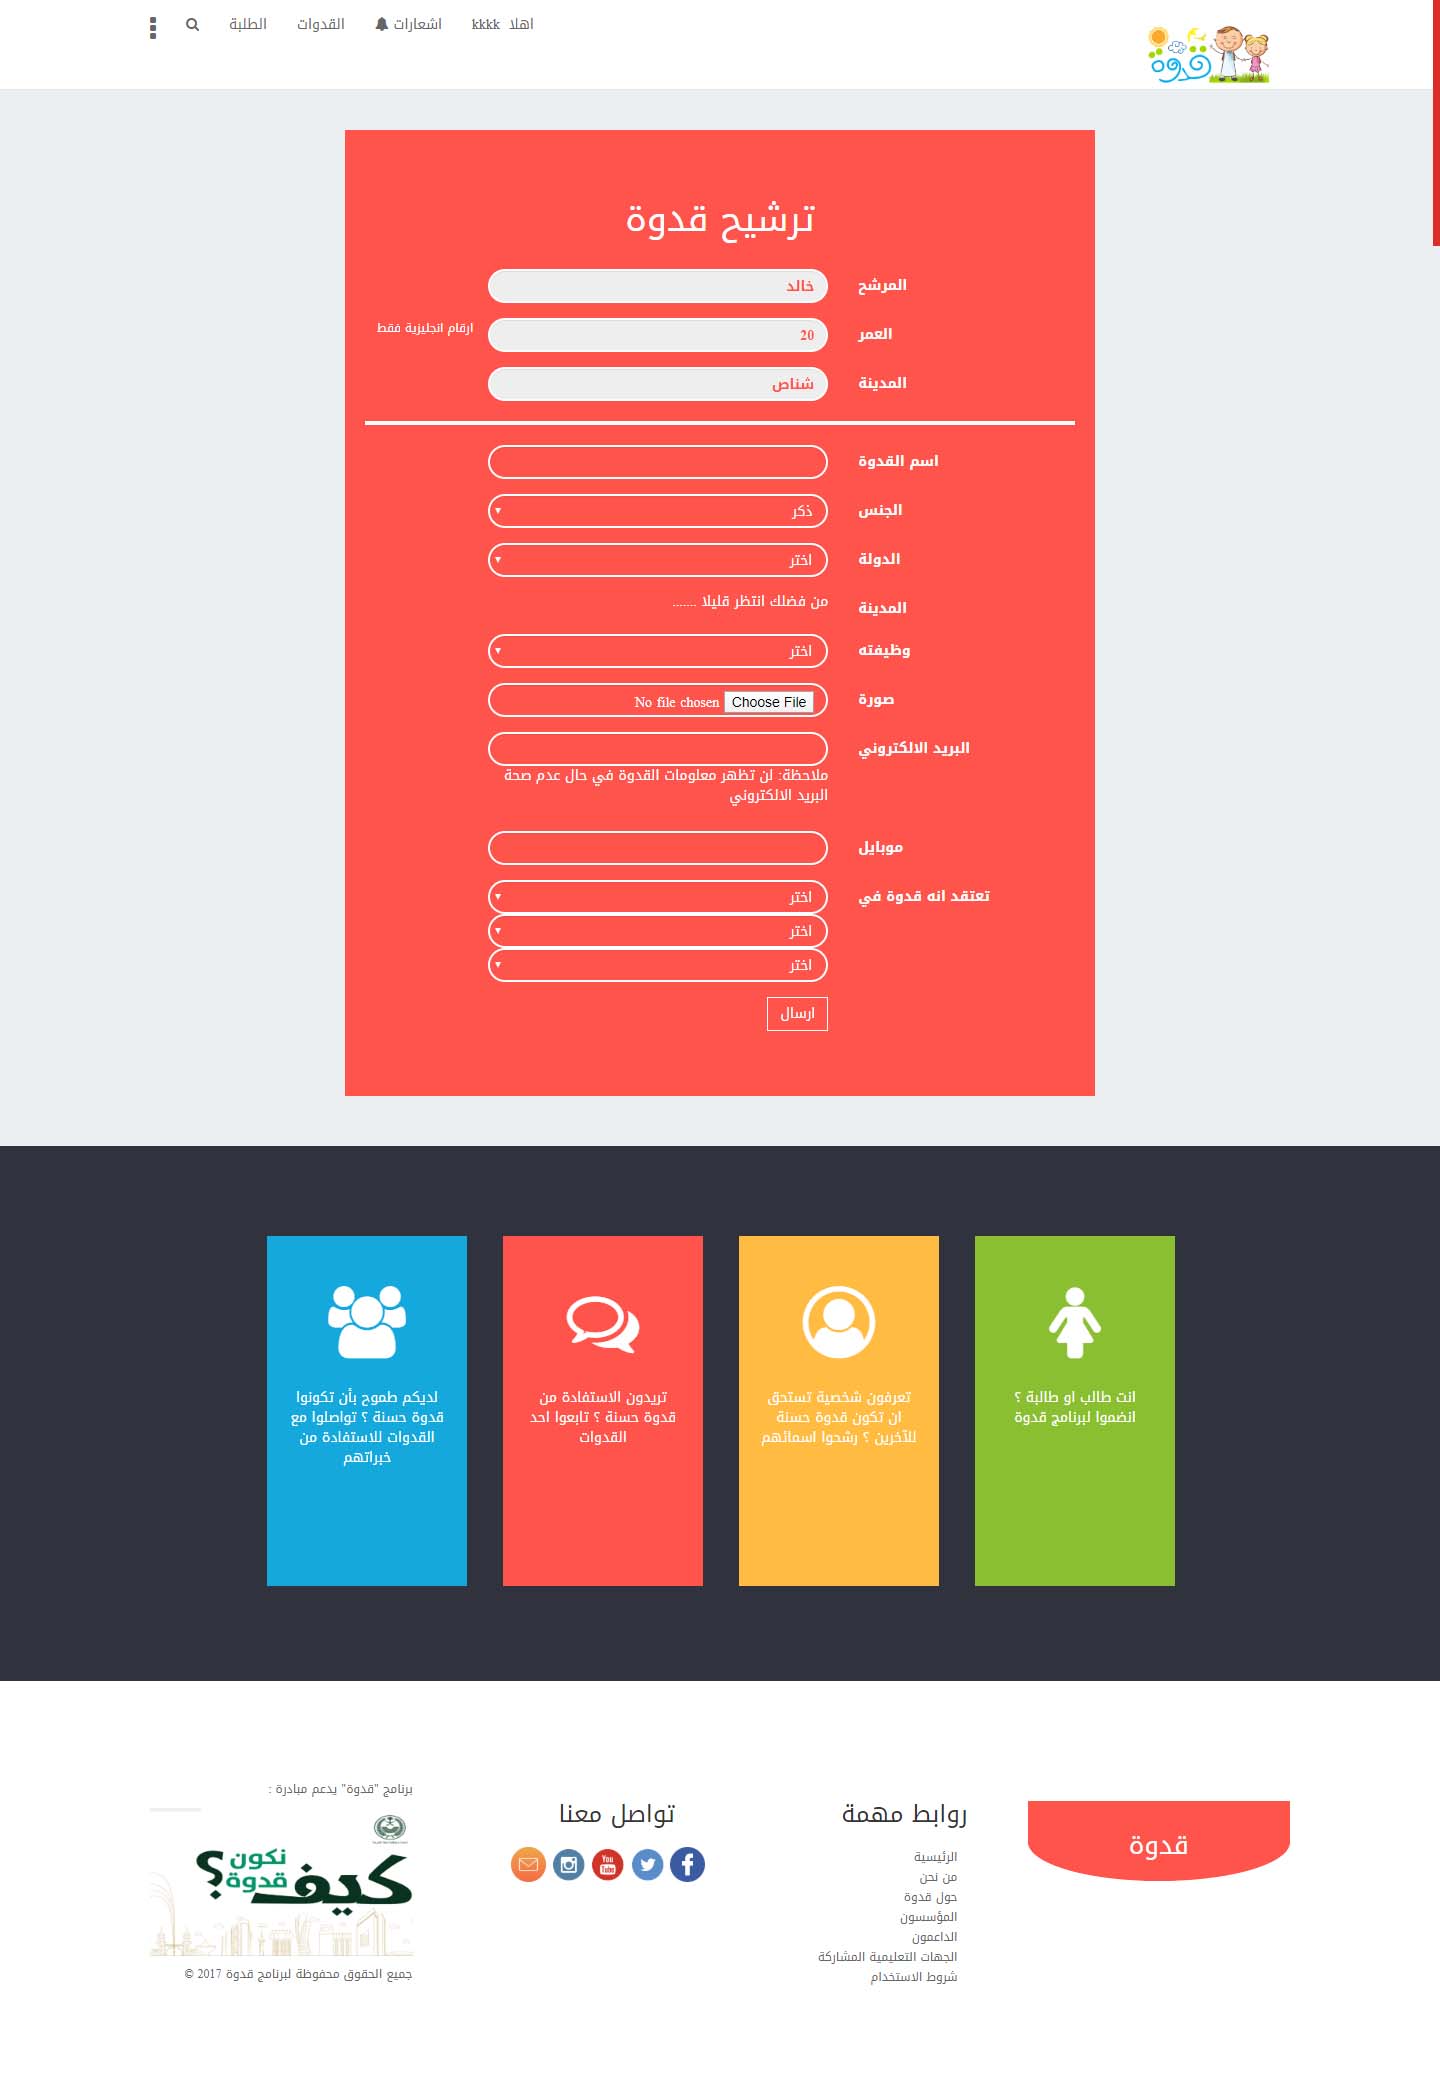 قدوة
اهلا kkkk
اشعارات
القدوات
الطلبة
ترشيح قدوة
المرشح
خالد
العمر
20
ارقام انجليزية فقط
المدينة
شناص
اسم القدوة
الجنس
ذكر
الدولة
اختر
المدينة
من فضلك انتظر قليلا .......
وظيفته
اختر
صورة
Choose File No file chosen
البريد الالكتروني
ملاحظة: لن تظهر معلومات القدوة في حال عدم صحة
البريد الالكتروني
موبايل
تعتقد انه قدوة في
اختر
اختر
اختر
ارسال
انت طالب او طالبة ؟
انضموا لبرنامج قدوة
تعرفون شخصية تستحق
ان تكون قدوة حسنة
للآخرين ؟ رشحوا اسمائهم
تريدون الاستفادة من
قدوة حسنة ؟ تابعوا احد
القدوات
لديكم طموح بأن تكونوا
قدوة حسنة ؟ تواصلوا مع
القدوات للاستفادة من
خبراتهم
قدوة
روابط مهمة
الرئيسية
من نحن
حول قدوة
المؤسسون
الداعمون
الجهات التعليمية المشاركة
شروط الاستخدام
تواصل معنا
You
Tube
برنامج "قدوة" يدعم مبادرة :
كيف نكون
قدوة ؟
جميع الحقوق محفوظة لبرنامج قدوة 2017 ©